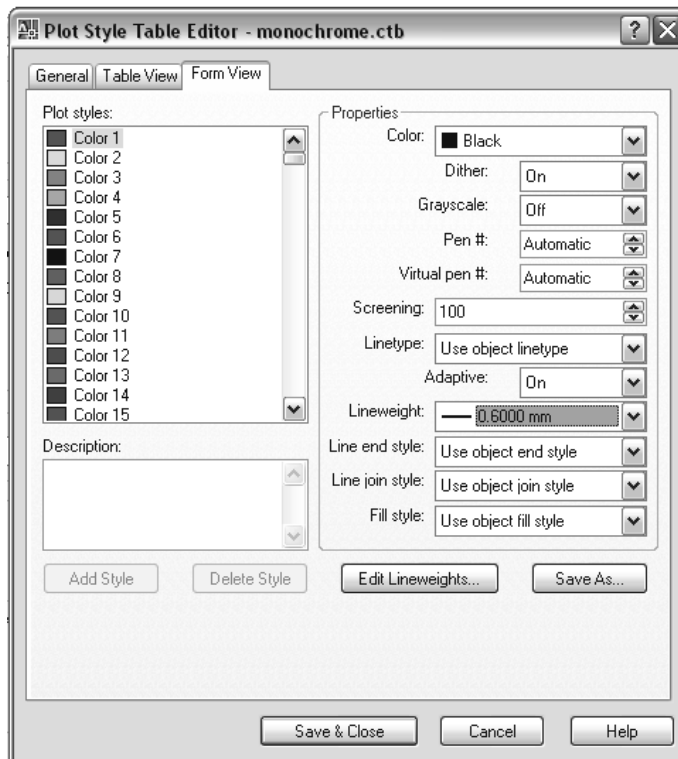 Plot Style Table Editor - monochrome.ctb
General Table View Form View
Plot styles:
Color 1
Color 2
Color 3
Color 4
Color 5
Color 6
Color 7
Color 8
Color 9
Color 10
Color 11
Color 12
Color 13
Color 14
Color 15
Description:
Add Style Delete Style
Properties
Color: Black
Dither: On
Grayscale: Off
Pen #: Automatic
Virtual pen #: Automatic
Screening: 100
Linetype: Use object linetype
Adaptive: On
Lineweight: 0.6000 mm
Line end style: Use object end style
Line join style: Use object join style
Fill style: Use object fill style
Edit Lineweights... Save As...
Save & Close Cancel Help